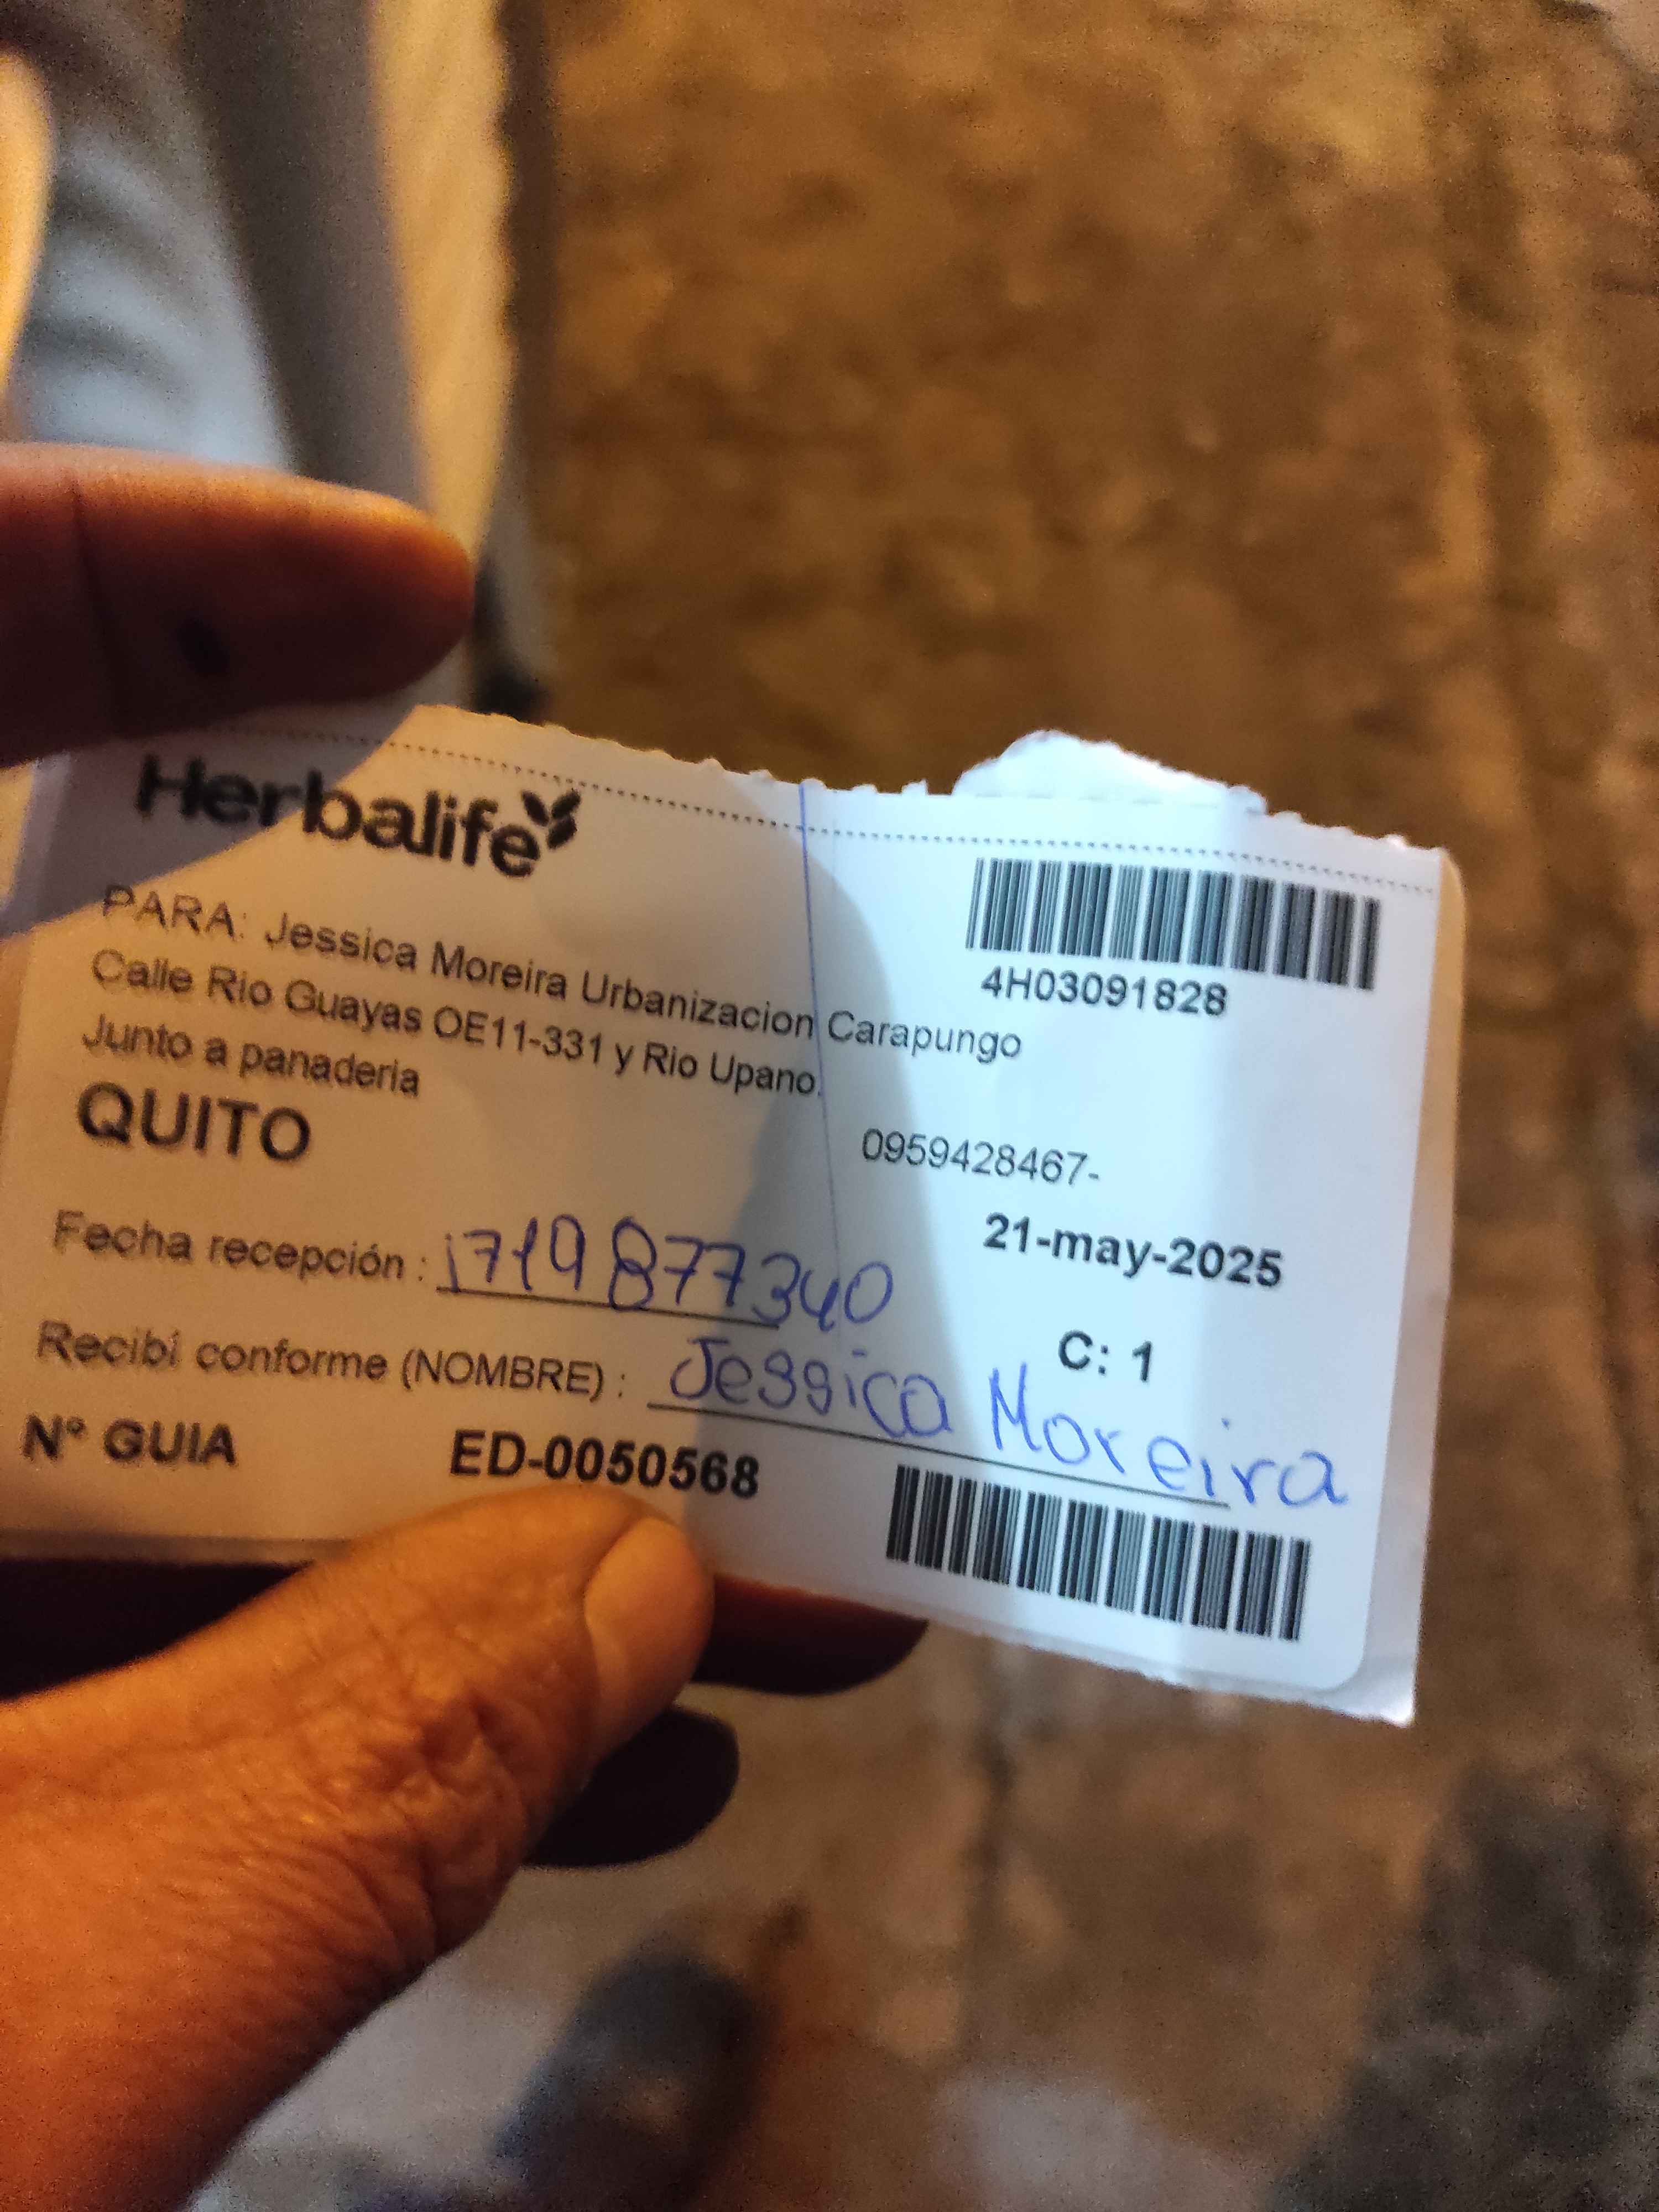 Herbalife
4H03091828
PARA: Jessica Moreira Urbanizacion Carapungo
Calle Rio Guayas OE11-331 y Rio Upano.
Junto a panaderia
QUITO
0959428467-
21-may-2025
Fecha recepción : 1719877340
C: 1
Recibí conforme (NOMBRE) : Jessica Moreira
N° GUIA ED-0050568